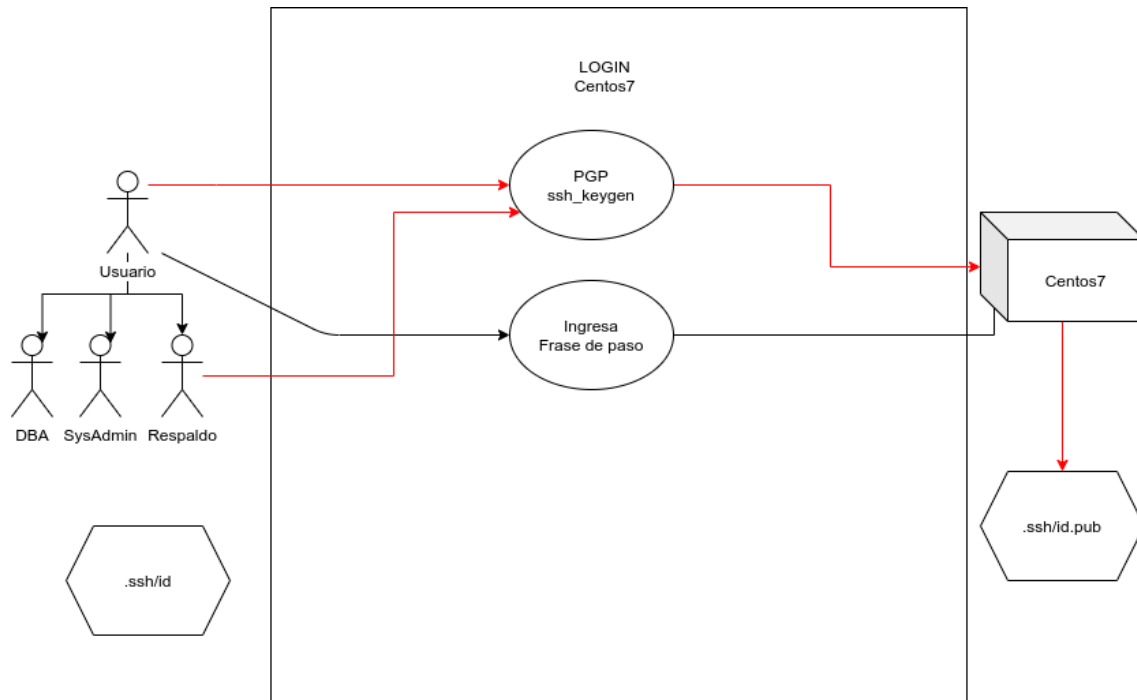 LOGIN
Centos7
PGP
ssh_keygen
Usuario
Centos7
Ingresa
Frase de paso
DBA
SysAdmin
Respaldo
.ssh/id
.ssh/id.pub